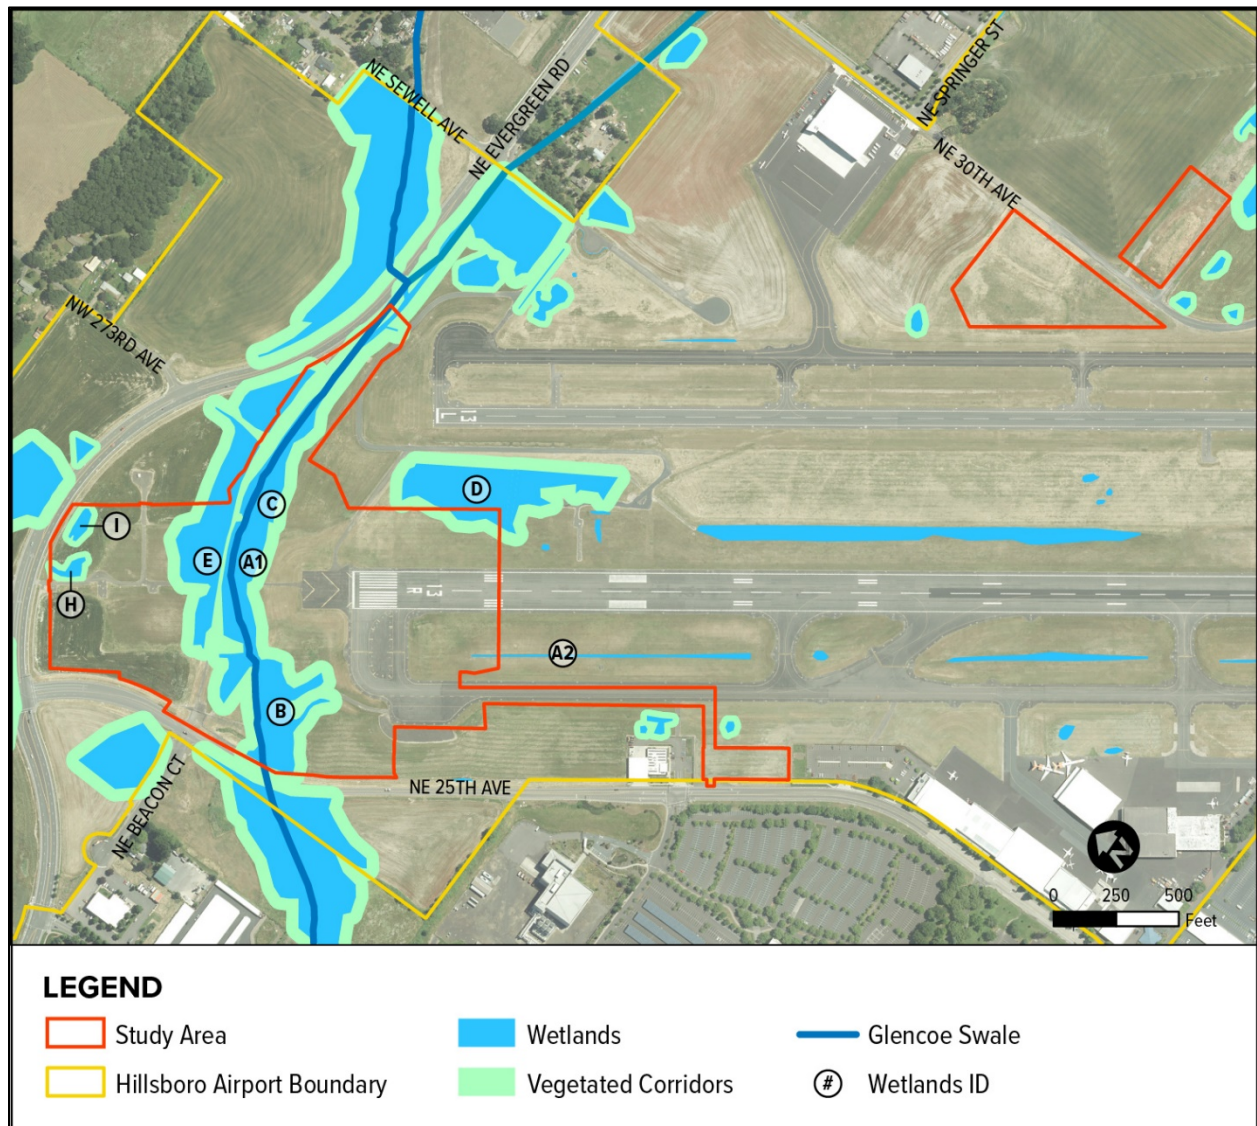 NE SEWELL AVE
NE EVERGREEN RD
NE SPRINGER ST
NE 30TH AVE
NW 273RD AVE
13
L
D
C
I
E
A1
H
13
R
A2
B
NE 25TH AVE
NE BEACON CT
N
0 250 500
Feet
LEGEND
Study Area
Wetlands
Glencoe Swale
Hillsboro Airport Boundary
Vegetated Corridors
# Wetlands ID